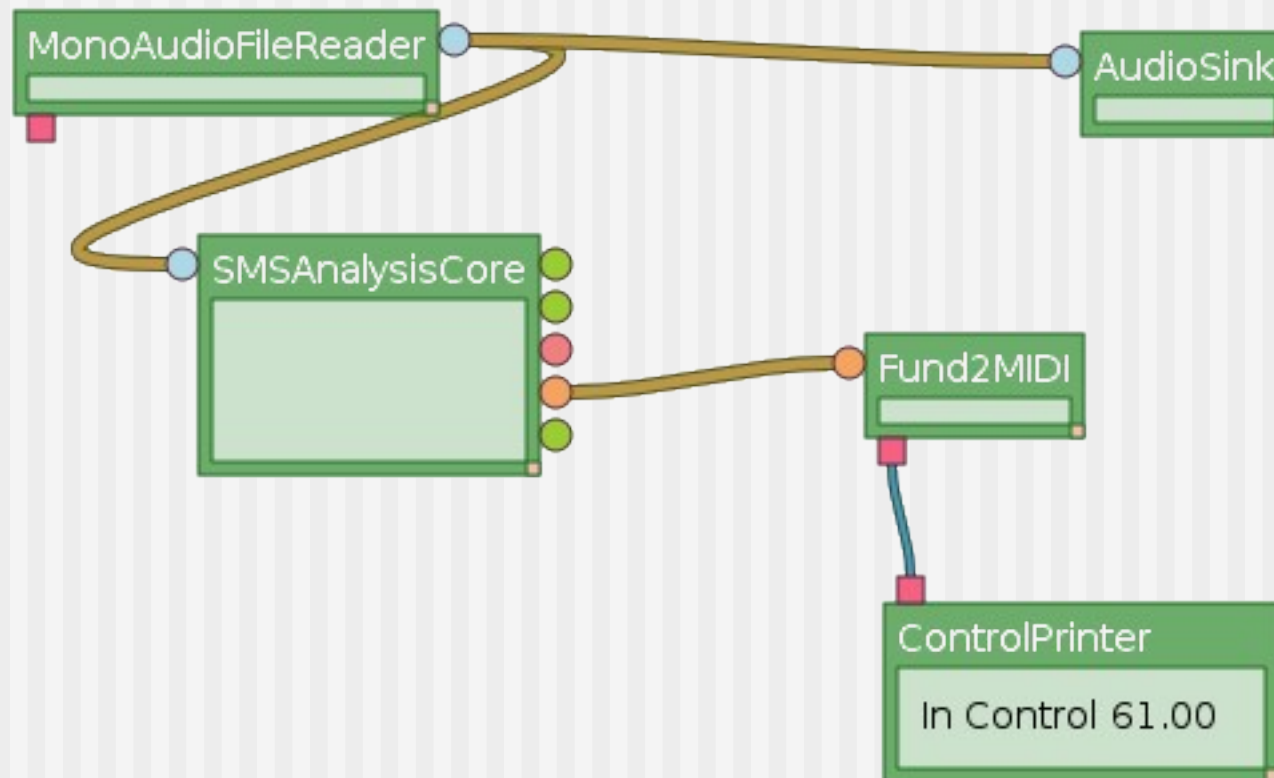 MonoAudioFileReader
AudioSink
SMSAnalysisCore
Fund2MIDI
ControlPrinter
In Control 61.00